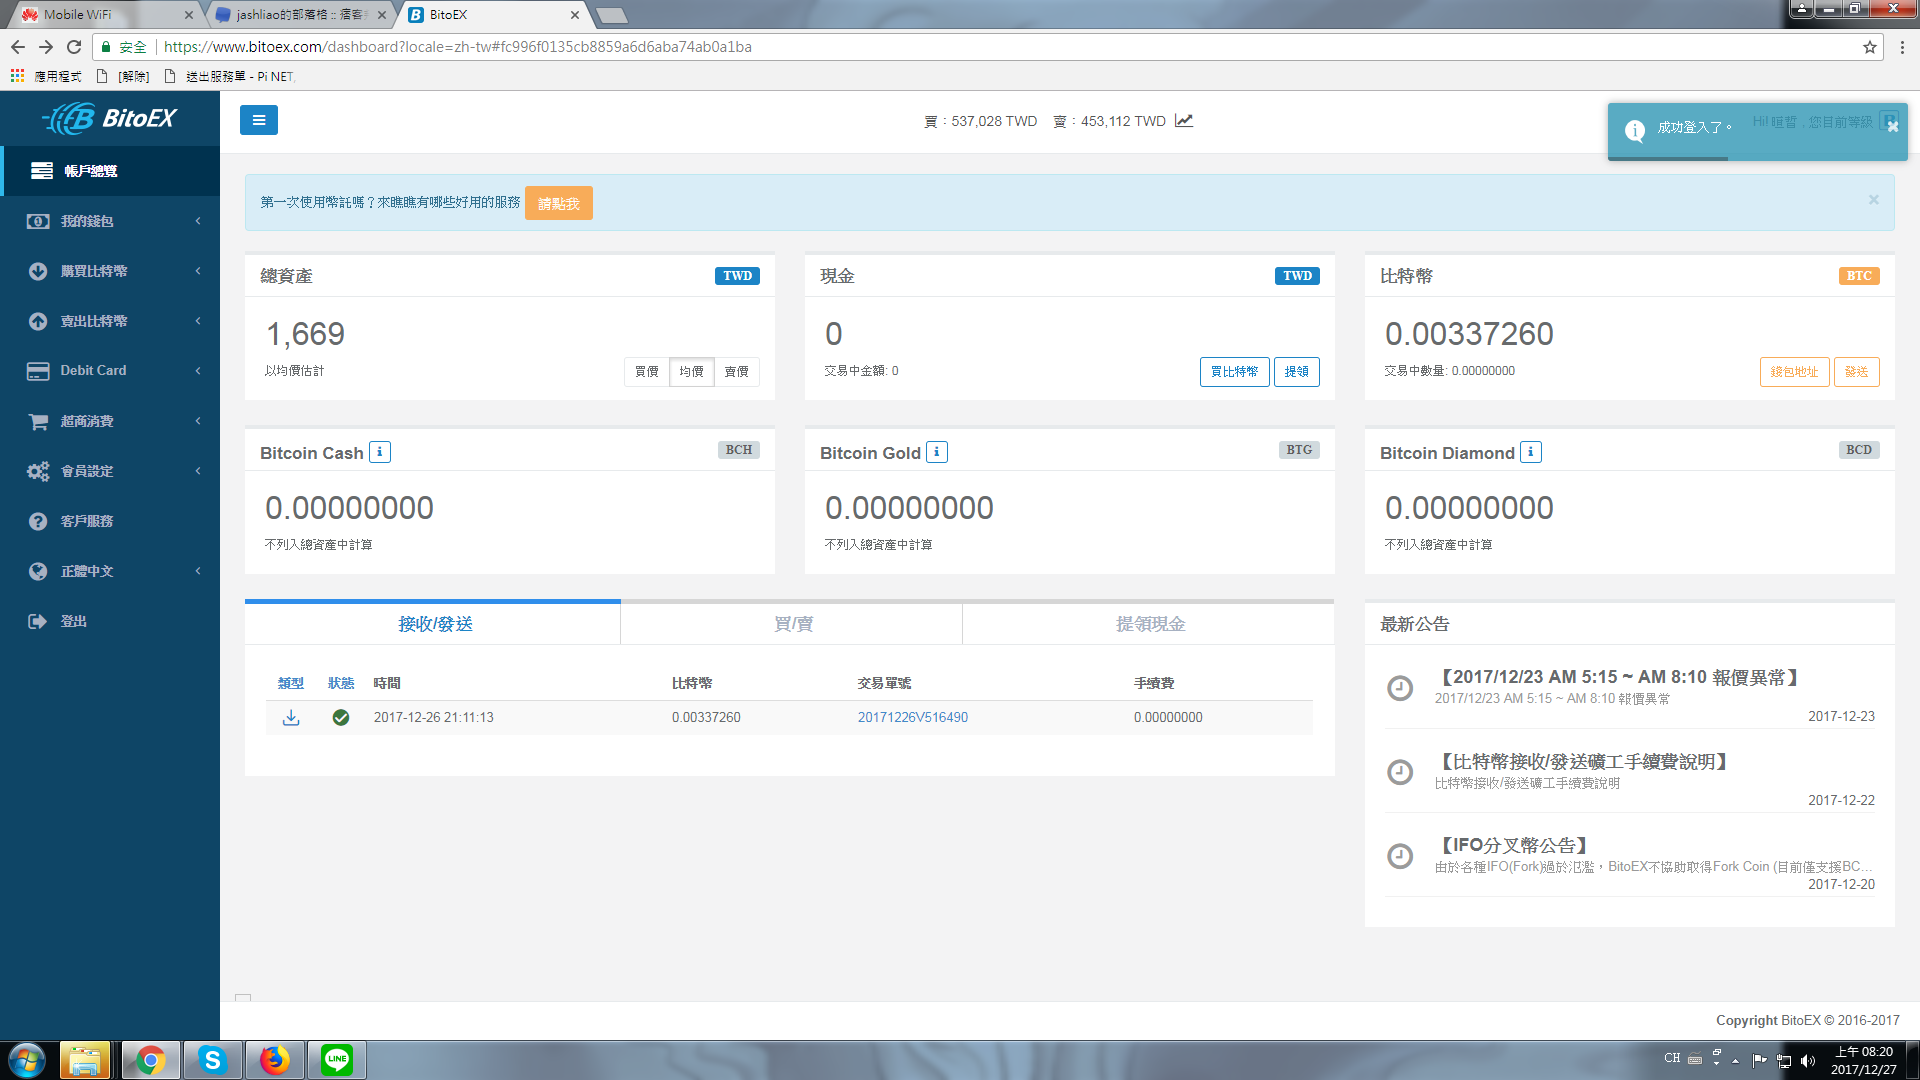 Mobile WiFi
jashliao的部落格 :: 痞客
BitoEX
安全
https://www.bitoex.com/dashboard?locale=zh-tw#fc996f0135cb8859a6d6aba74ab0a1ba
應用程式
[解除]
送出服務單 - Pi NET,
BitoEX
買：537,028 TWD 賣：453,112 TWD
成功登入了。
Hi! 暄晢，您目前等級
帳戶總覽
我的錢包
購買比特幣
賣出比特幣
Debit Card
超商消費
會員設定
客戶服務
正體中文
登出
第一次使用幣託嗎？來瞧瞧有哪些好用的服務 請點我
總資產 TWD
1,669
以均價估計
買價 均價 賣價
現金 TWD
0
交易中金額: 0
買比特幣 提領
比特幣 BTC
0.00337260
交易中數量: 0.00000000
錢包地址 發送
Bitcoin Cash BCH
0.00000000
不列入總資產中計算
Bitcoin Gold BTG
0.00000000
不列入總資產中計算
Bitcoin Diamond BCD
0.00000000
不列入總資產中計算
接收/發送 買/賣 提領現金
類型 狀態 時間 比特幣 交易單號 手續費
2017-12-26 21:11:13 0.00337260 20171226V516490 0.00000000
最新公告
【2017/12/23 AM 5:15 ~ AM 8:10 報價異常】
2017/12/23 AM 5:15 ~ AM 8:10 報價異常
2017-12-23
【比特幣接收/發送礦工手續費說明】
比特幣接收/發送礦工手續費說明
2017-12-22
【IFO分叉幣公告】
由於各種IFO(Fork)過於氾濫，BitoEX不協助取得Fork Coin (目前僅支援BC...
2017-12-20
Copyright BitoEX © 2016-2017
LINE
CH
上午 08:20
2017/12/27